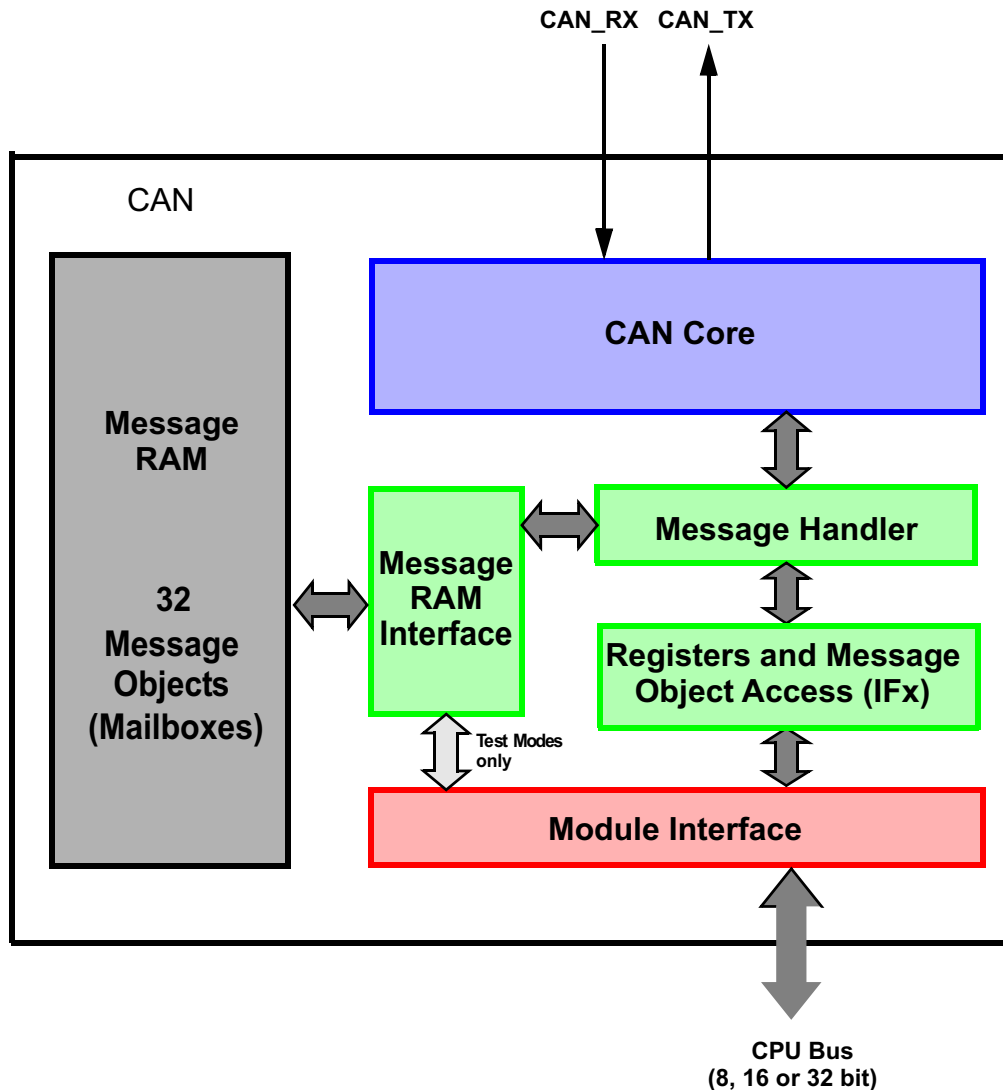 CAN_RX CAN_TX
CAN
CAN Core
Message
RAM
32
Message
Objects
(Mailboxes)
Message
RAM
Interface
Message Handler
Registers and Message
Object Access (IFx)
Test Modes
only
Module Interface
CPU Bus
(8, 16 or 32 bit)